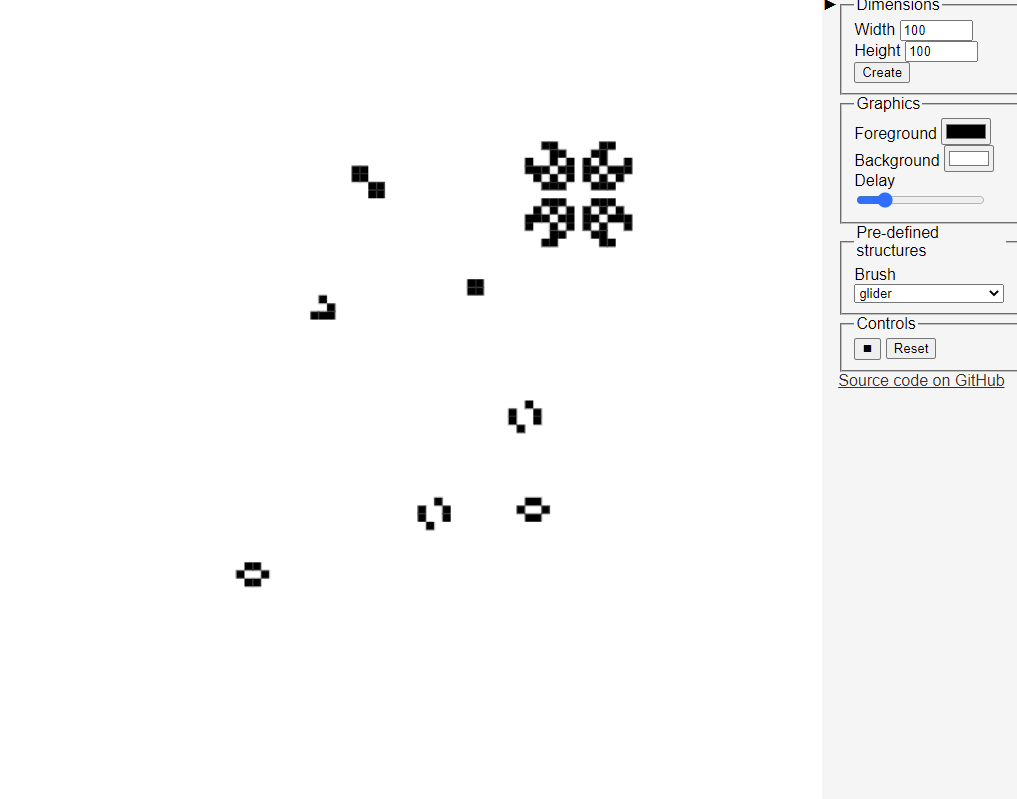 Dimensions
Width 100
Height 100
Create
Graphics
Foreground
Background
Delay
Pre-defined
structures
Brush
glider
Controls
Reset
Source code on GitHub